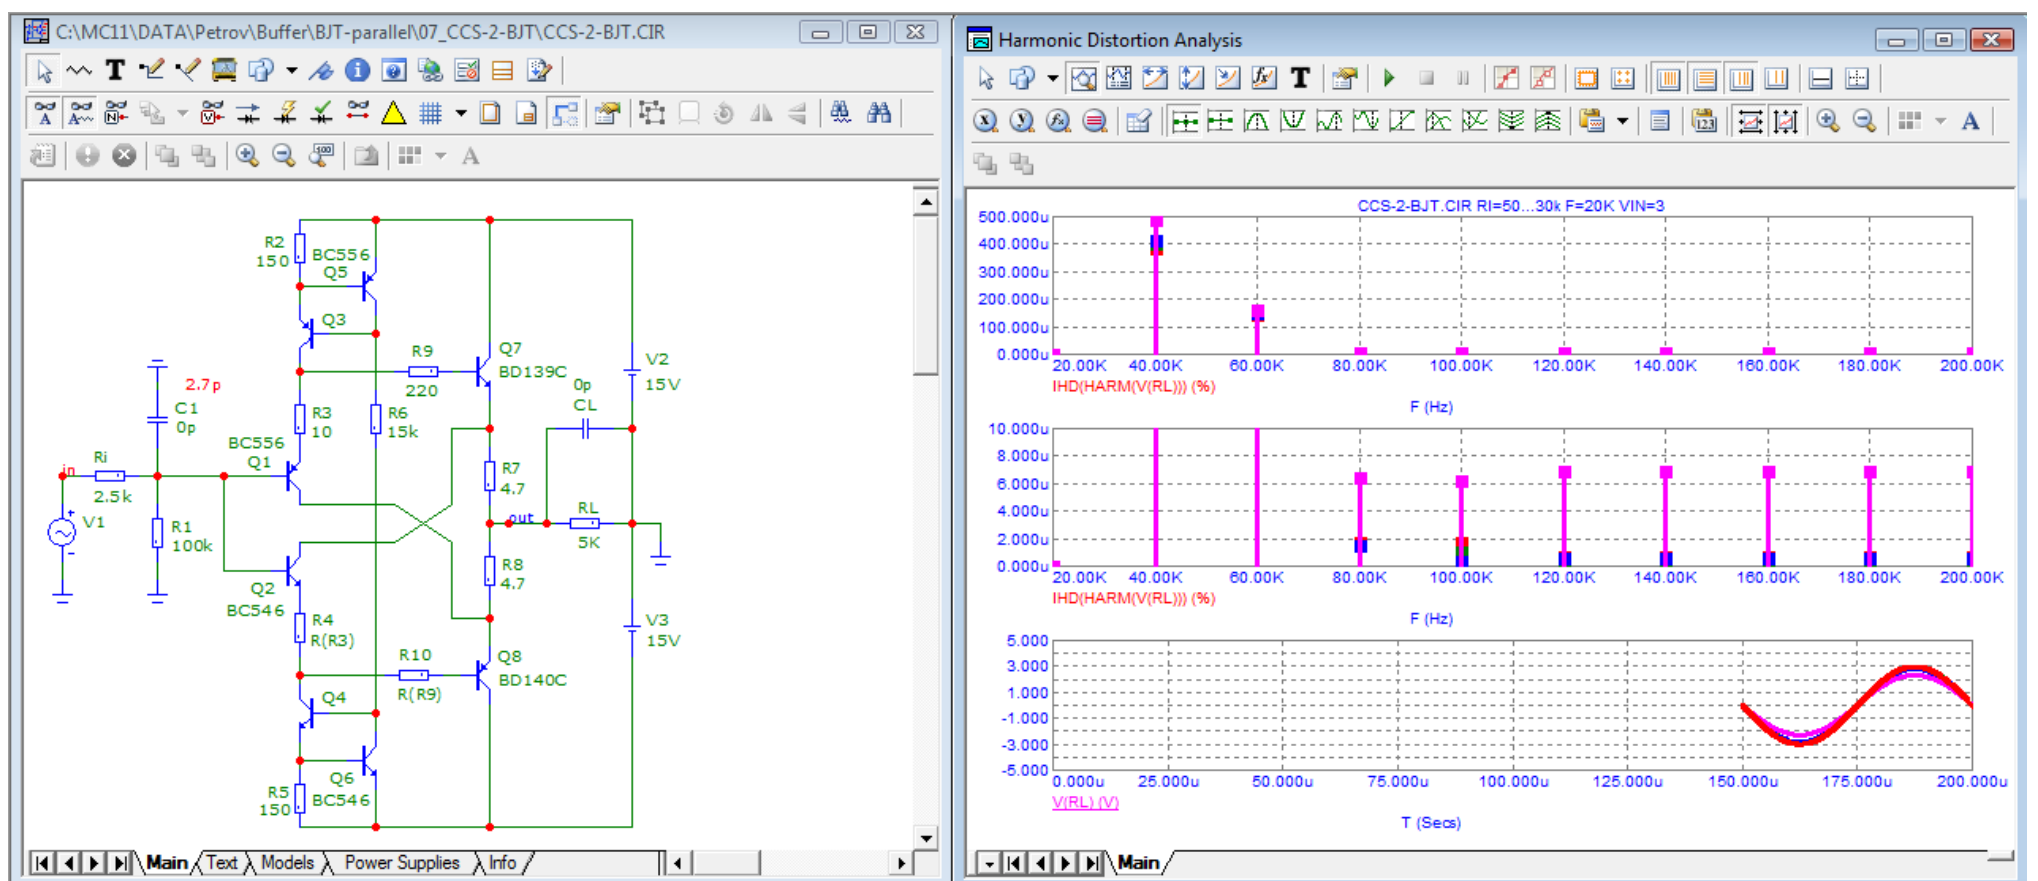 C:\MC11\DATA\Petrov\Buffer\BJT-parallel\07_CCS-2-BJT\CCS-2-BJT.CIR
R2
150
BC556
Q5
Q3
R9
220
Q7
BD139C
V2
15V
0p
CL
2.7p
C1
0p
R3
10
R6
15k
BC556
Q1
in
Ri
2.5k
V1
R1
100k
R7
4.7
out
RL
5K
R8
4.7
Q2
BC546
R4
R(R3)
R10
R(R9)
Q8
BD140C
V3
15V
Q4
Q6
BC546
R5
150
Main Text Models Power Supplies Info
Harmonic Distortion Analysis
CCS-2-BJT.CIR RI=50...30k F=20K VIN=3
500.000u
400.000u
300.000u
200.000u
100.000u
0.000u
20.00K 40.00K 60.00K 80.00K 100.00K 120.00K 140.00K 160.00K 180.00K 200.00K
IHD(HARM(V(RL))) (%)
F (Hz)
10.000u
8.000u
6.000u
4.000u
2.000u
0.000u
20.00K 40.00K 60.00K 80.00K 100.00K 120.00K 140.00K 160.00K 180.00K 200.00K
IHD(HARM(V(RL))) (%)
F (Hz)
5.000
3.000
1.000
-1.000
-3.000
-5.000
0.000u 25.000u 50.000u 75.000u 100.000u 125.000u 150.000u 175.000u 200.000u
V(RL) (V)
T (Secs)
Main